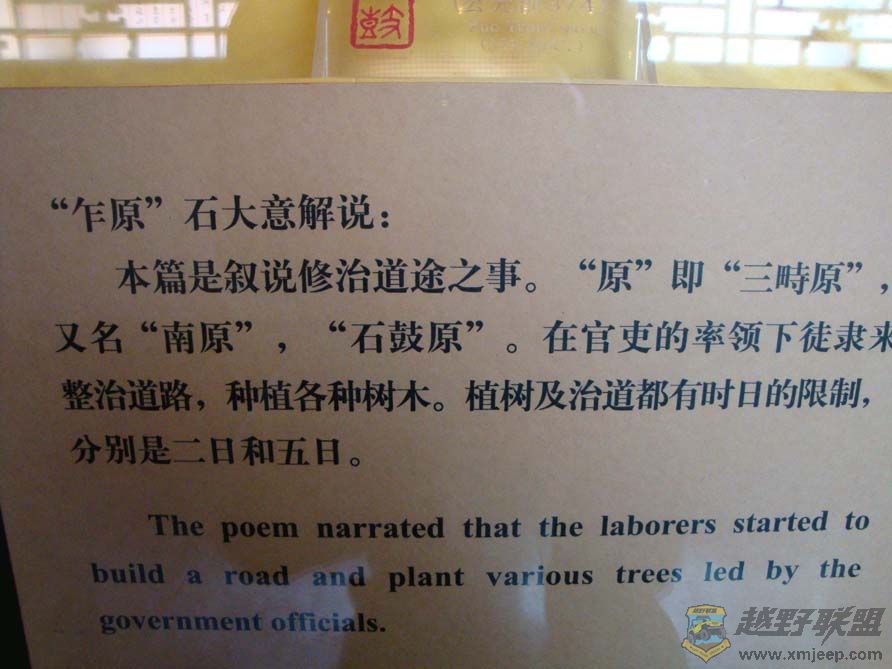 鼓
“乍原”石大意解说：
本篇是叙说修治道途之事。“原”即“三畤原”，
又名“南原”，“石鼓原”。在官吏的率领下徒隶来
整治道路，种植各种树木。植树及治道都有时日的限制，
分别是二日和五日。
The poem narrated that the laborers started to
build a road and plant various trees led by the
government officials.
越野联盟
www.xmjeep.com